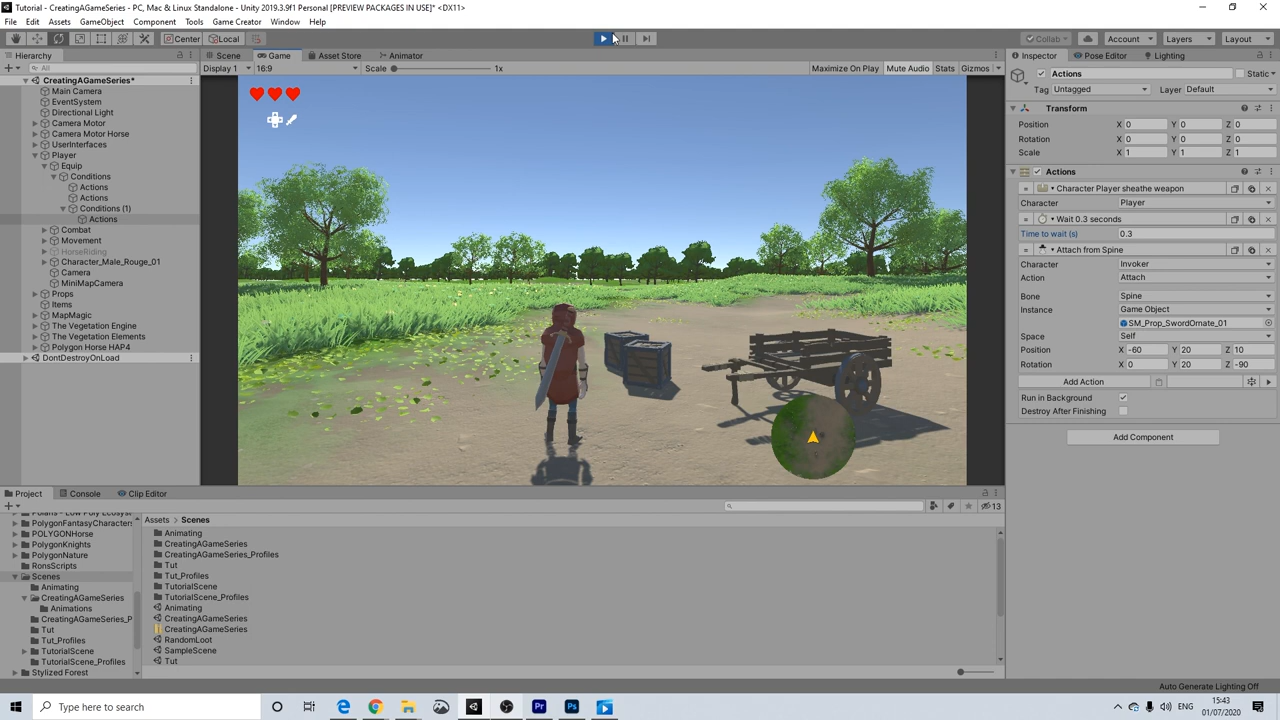 Tutorial - CreatingAGameSeries - PC, Mac & Linux Standalone - Unity 2019.3.9f1 Personal [PREVIEW PACKAGES IN USE]* <DX11>
File Edit Assets GameObject Component Tools Game Creator Window Help
Center Local Collab Account Layers Layout
Hierarchy Scene Game Asset Store Animator Inspector Pose Editor Lighting
All Display 1 16:9 Scale 1x Maximize On Play Mute Audio Stats Gizmos Actions Static
CreatingAGameSeries*
Main Camera
EventSystem
Directional Light
Camera Motor
Camera Motor Horse
UserInterfaces
Player
Equip
Conditions
Actions
Actions
Conditions (1)
Actions
Combat
Movement
HorseRiding
Character_Male_Rouge_01
Camera
MiniMapCamera
Props
Items
MapMagic
The Vegetation Engine
The Vegetation Elements
Polygon Horse HAP4
DontDestroyOnLoad
Tag Untagged Layer Default
Transform
Position X 0 Y 0 Z 0
Rotation X 0 Y 0 Z 0
Scale X 1 Y 1 Z 1
Actions
Character Player sheathe weapon
Character Player
Wait 0.3 seconds
Time to wait (s) 0.3
Attach from Spine
Character Invoker
Action Attach
Bone Spine
Instance Game Object
SM_Prop_SwordOrnate_01
Space Self
Position X -60 Y 20 Z 10
Rotation X 0 Y 20 Z -90
Add Action
Run in Background
Destroy After Finishing
Add Component
Project Console Clip Editor
13
PolygonFantasyCharacters
POLYGONHorse
PolygonKnights
PolygonNature
RonsScripts
Scenes
Animating
CreatingAGameSeries
Animations
CreatingAGameSeries_P
Tut
Tut_Profiles
TutorialScene
TutorialScene_Profiles
Stylized Forest
Assets Scenes
Animating
CreatingAGameSeries
CreatingAGameSeries_Profiles
Tut
Tut_Profiles
TutorialScene
TutorialScene_Profiles
Animating
CreatingAGameSeries
CreatingAGameSeries
RandomLoot
SampleScene
Tut
Auto Generate Lighting Off
Type here to search
Pr Ps
ENG
15:43
01/07/2020